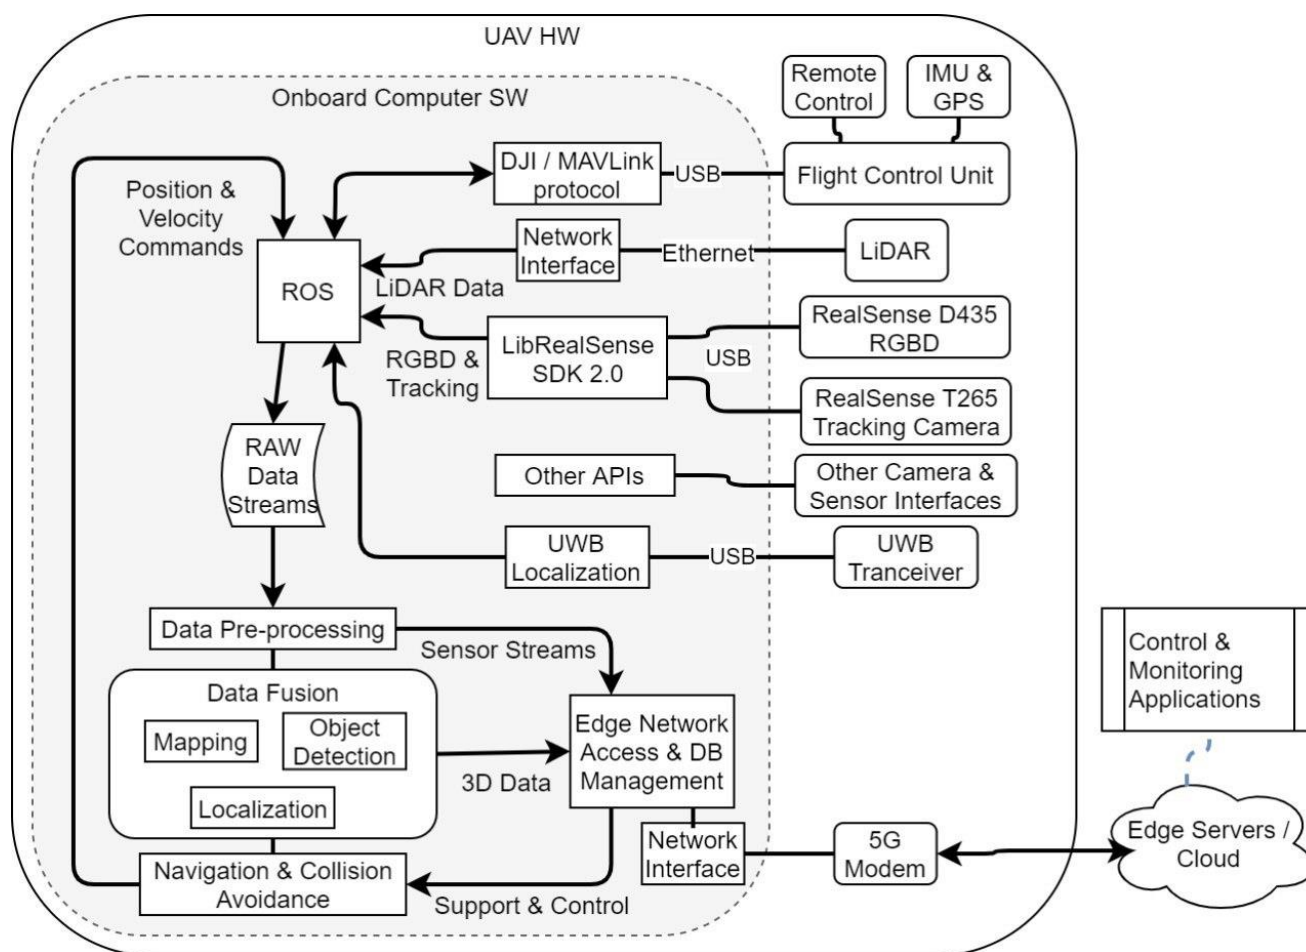 UAV HW
Onboard Computer SW
Remote
Control
IMU &
GPS
DJI / MAVLink
protocol
USB
Flight Control Unit
Position &
Velocity
Commands
Network
Interface
Ethernet
LiDAR
ROS
LiDAR Data
RealSense D435
RGBD
LibRealSense
SDK 2.0
USB
RGBD &
Tracking
RealSense T265
Tracking Camera
RAW
Data
Streams
Other APIs
Other Camera &
Sensor Interfaces
UWB
Localization
USB
UWB
Tranceiver
Data Pre-processing
Sensor Streams
Control &
Monitoring
Applications
Data Fusion
Mapping
Object
Detection
Localization
3D Data
Edge Network
Access & DB
Management
Network
Interface
5G
Modem
Edge Servers /
Cloud
Navigation & Collision
Avoidance
Support & Control